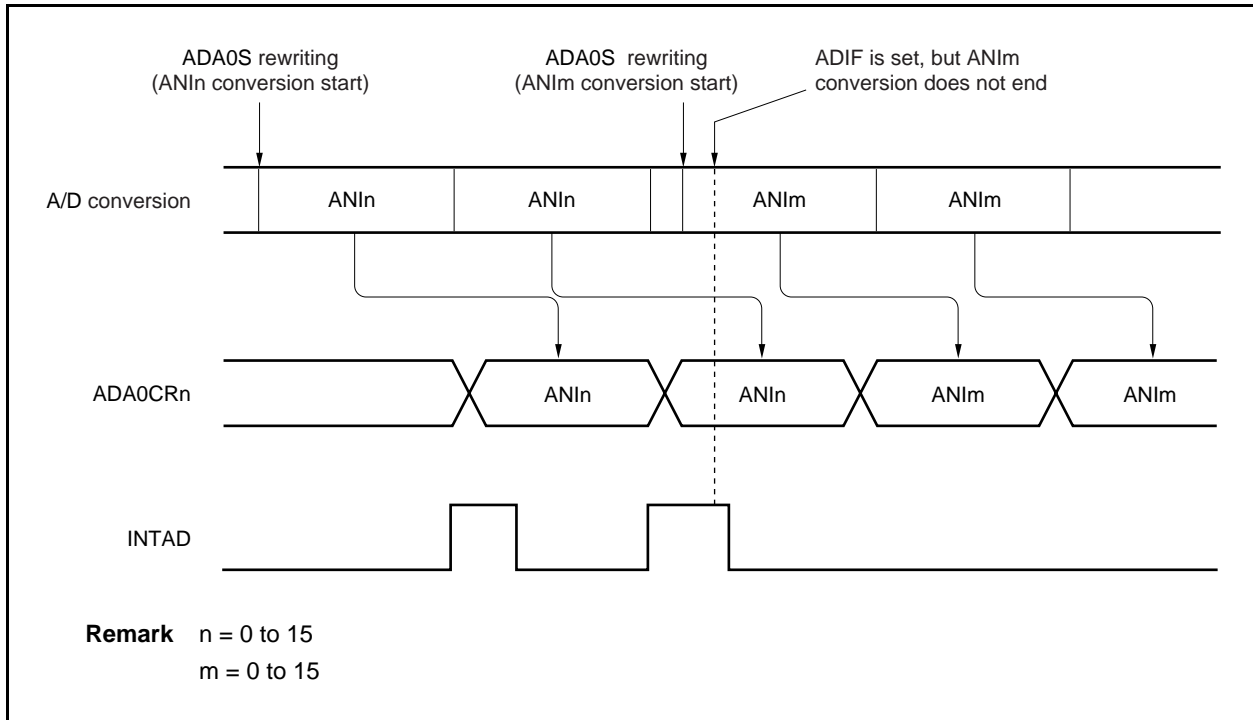 ADA0S rewriting
(ANIn conversion start)
ADA0S rewriting
(ANIm conversion start)
ADIF is set, but ANIm
conversion does not end
A/D conversion
ANIn
ANIn
ANIm
ANIm
ADA0CRn
ANIn
ANIn
ANIm
ANIm
INTAD
Remark n = 0 to 15
m = 0 to 15